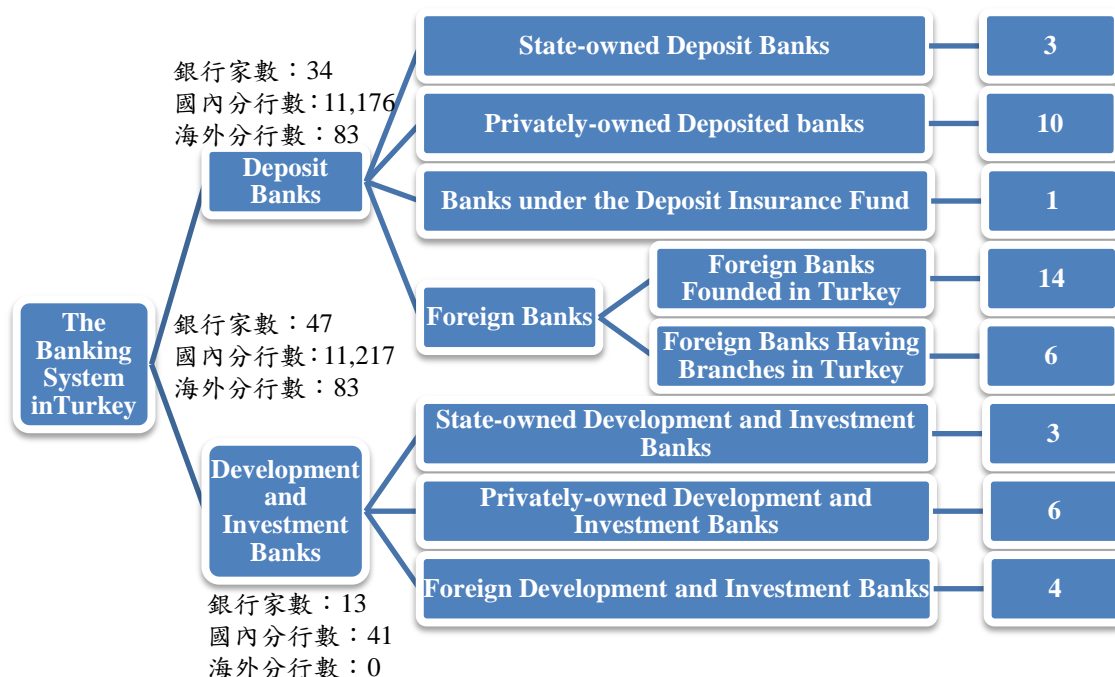 The
Banking
System
inTurkey
銀行家數：47
國內分行數：11,217
海外分行數：83
銀行家數：34
國內分行數：11,176
海外分行數：83
Deposit
Banks
State-owned Deposit Banks
3
Privately-owned Deposited banks
10
Banks under the Deposit Insurance Fund
1
Foreign Banks
Foreign Banks
Founded in Turkey
14
Foreign Banks Having
Branches in Turkey
6
Development
and
Investment
Banks
銀行家數：13
國內分行數：41
海外分行數：0
State-owned Development and Investment
Banks
3
Privately-owned Development and
Investment Banks
6
Foreign Development and Investment Banks
4